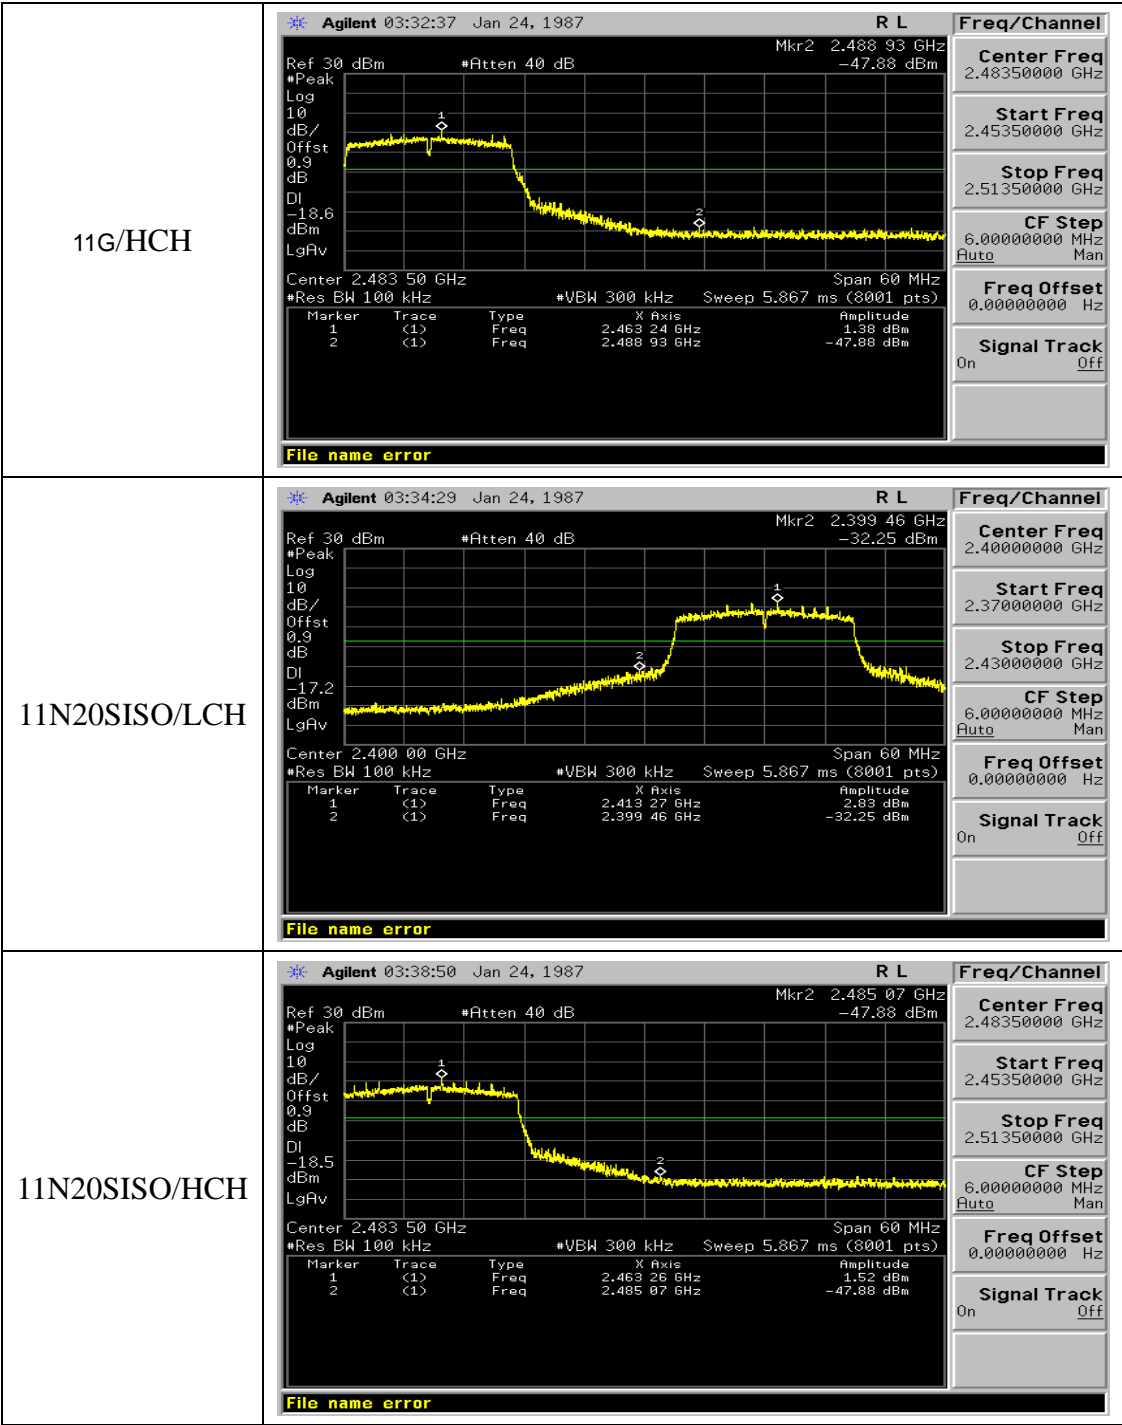 11G/HCH
Agilent 03:32:37 Jan 24, 1987 R L
Mkr2 2.488 93 GHz
Ref 30 dBm #Atten 40 dB −47.88 dBm
#Peak
Log
10
dB/
Offst
0.9
dB
DI
−18.6
dBm
LgAv
1
2
Center 2.483 50 GHz Span 60 MHz
#Res BW 100 kHz #VBW 300 kHz Sweep 5.867 ms (8001 pts)
Marker Trace Type X Axis Amplitude
1 (1) Freq 2.463 24 GHz 1.38 dBm
2 (1) Freq 2.488 93 GHz −47.88 dBm
File name error
Freq/Channel
Center Freq
2.48350000 GHz
Start Freq
2.45350000 GHz
Stop Freq
2.51350000 GHz
CF Step
6.00000000 MHz
Auto Man
Freq Offset
0.00000000 Hz
Signal Track
On Off
11N20SISO/LCH
Agilent 03:34:29 Jan 24, 1987 R L
Mkr2 2.399 46 GHz
Ref 30 dBm #Atten 40 dB −32.25 dBm
#Peak
Log
10
dB/
Offst
0.9
dB
DI
−17.2
dBm
LgAv
1
2
Center 2.400 00 GHz Span 60 MHz
#Res BW 100 kHz #VBW 300 kHz Sweep 5.867 ms (8001 pts)
Marker Trace Type X Axis Amplitude
1 (1) Freq 2.413 27 GHz 2.83 dBm
2 (1) Freq 2.399 46 GHz −32.25 dBm
File name error
Freq/Channel
Center Freq
2.40000000 GHz
Start Freq
2.37000000 GHz
Stop Freq
2.43000000 GHz
CF Step
6.00000000 MHz
Auto Man
Freq Offset
0.00000000 Hz
Signal Track
On Off
11N20SISO/HCH
Agilent 03:38:50 Jan 24, 1987 R L
Mkr2 2.485 07 GHz
Ref 30 dBm #Atten 40 dB −47.88 dBm
#Peak
Log
10
dB/
Offst
0.9
dB
DI
−18.5
dBm
LgAv
1
2
Center 2.483 50 GHz Span 60 MHz
#Res BW 100 kHz #VBW 300 kHz Sweep 5.867 ms (8001 pts)
Marker Trace Type X Axis Amplitude
1 (1) Freq 2.463 26 GHz 1.52 dBm
2 (1) Freq 2.485 07 GHz −47.88 dBm
File name error
Freq/Channel
Center Freq
2.48350000 GHz
Start Freq
2.45350000 GHz
Stop Freq
2.51350000 GHz
CF Step
6.00000000 MHz
Auto Man
Freq Offset
0.00000000 Hz
Signal Track
On Off